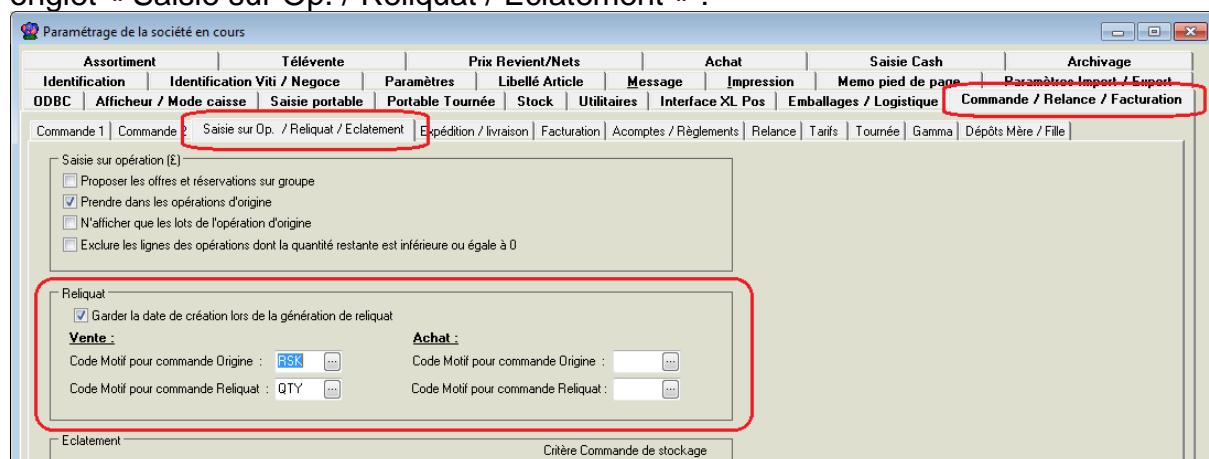 onglet « Saisie sur Op. / Reliquat / Eclatement » :
Paramétrage de la société en cours
Assortiment Télévente Prix Revient/Nets Achat Saisie Cash Archivage
Identification Identification Viti / Negoce Paramètres Libellé Article Message Impression Memo pied de page Paramètres Import / Export
ODBC Afficheur / Mode caisse Saisie portable Portable Tournée Stock Utilitaires Interface XL Pos Emballages / Logistique Commande / Relance / Facturation
Commande 1 Commande 2 Saisie sur Op. / Reliquat / Eclatement Expédition / livraison Facturation Acomptes / Règlements Relance Tarifs Tournée Gamma Dépôts Mère / Fille
Saisie sur opération (£)
Proposer les offres et réservations sur groupe
Prendre dans les opérations d'origine
N'afficher que les lots de l'opération d'origine
Exclure les lignes des opérations dont la quantité restante est inférieure ou égale à 0
Reliquat
Garder la date de création lors de la génération de reliquat
Vente : Achat :
Code Motif pour commande Origine : RSK ... Code Motif pour commande Origine : ...
Code Motif pour commande Reliquat : QTY ... Code Motif pour commande Reliquat : ...
Eclatement
Critère Commande de stockage